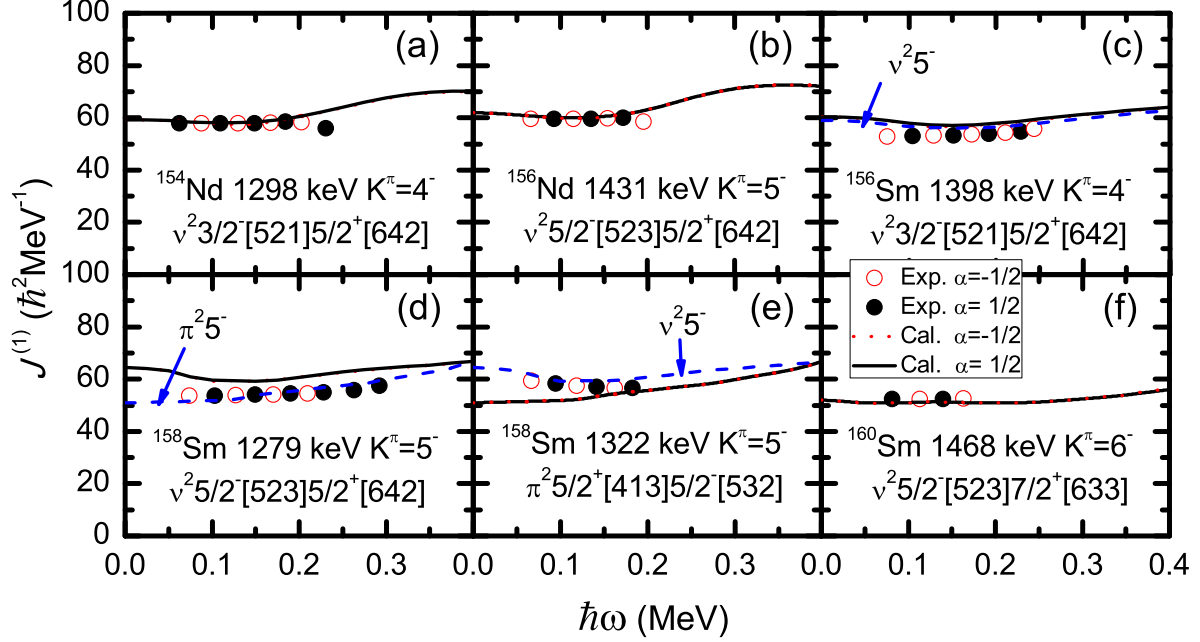 100
80
60
40
20
100
80
60
40
20
0
J⁽¹⁾ (ħ²MeV⁻¹)
(a)
¹⁵⁴Nd 1298 keV Kᵖⁱ=4⁻
ν²3/2⁻[521]5/2⁺[642]
(b)
¹⁵⁶Nd 1431 keV K^π=5⁻
ν²5/2⁻[523]5/2⁺[642]
(c)
ν²5⁻
¹⁵⁶Sm 1398 keV K^π=4⁻
ν²3/2⁻[521]5/2⁺[642]
(d)
π²5⁻
¹⁵⁸Sm 1279 keV K^π=5⁻
ν²5/2⁻[523]5/2⁺[642]
(e)
ν²5⁻
¹⁵⁸Sm 1322 keV K^π=5⁻
π²5/2⁺[413]5/2⁻[532]
Exp. α=-1/2
Exp. α= 1/2
Cal. α=-1/2
Cal. α= 1/2
(f)
¹⁶⁰Sm 1468 keV K^π=6⁻
ν²5/2⁻[523]7/2⁺[633]
0.0 0.1 0.2 0.3 0.0 0.1 0.2 0.3 0.0 0.1 0.2 0.3 0.4
ħω (MeV)